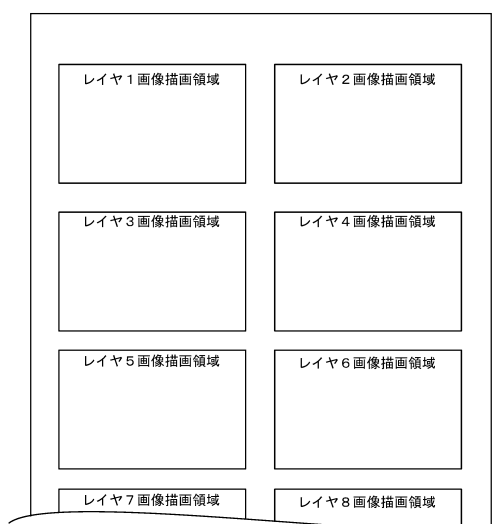 レイヤ１画像描画領域
レイヤ２画像描画領域
レイヤ３画像描画領域
レイヤ４画像描画領域
レイヤ５画像描画領域
レイヤ６画像描画領域
レイヤ７画像描画領域
レイヤ８画像描画領域